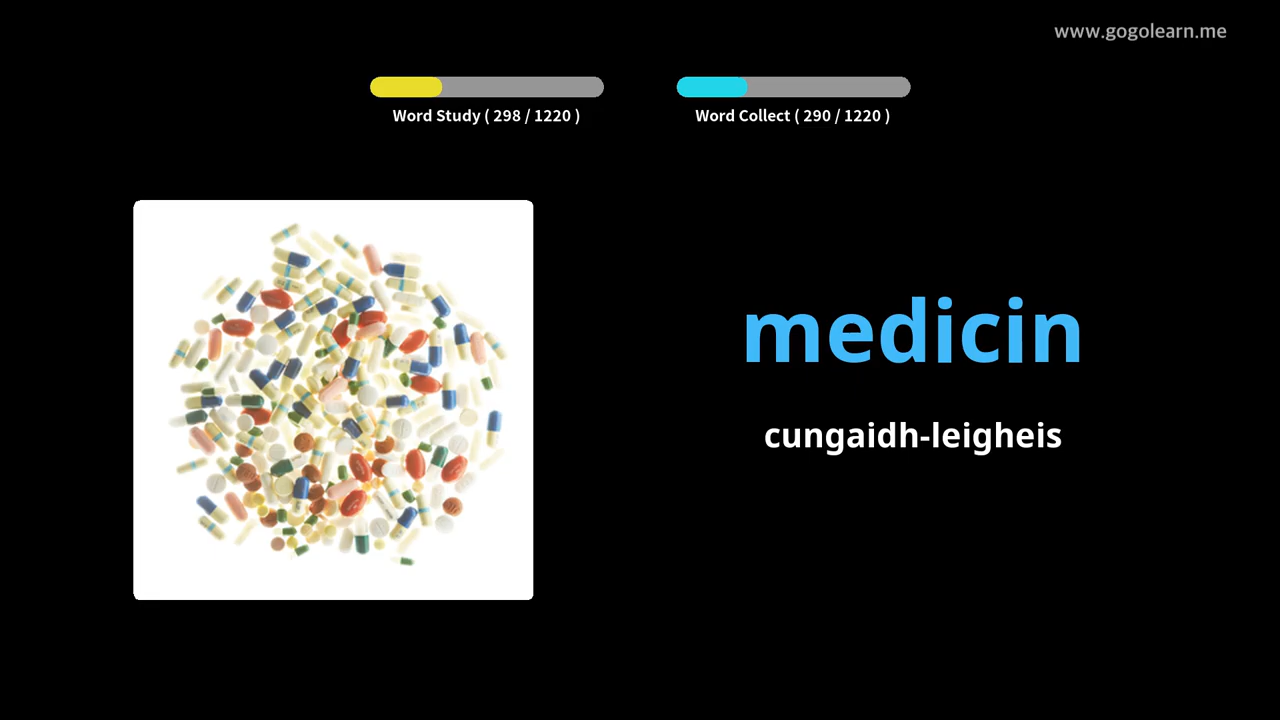 www.gogolearn.me
Word Study ( 298 / 1220 )
Word Collect ( 290 / 1220 )
medicin
cungaidh-leigheis